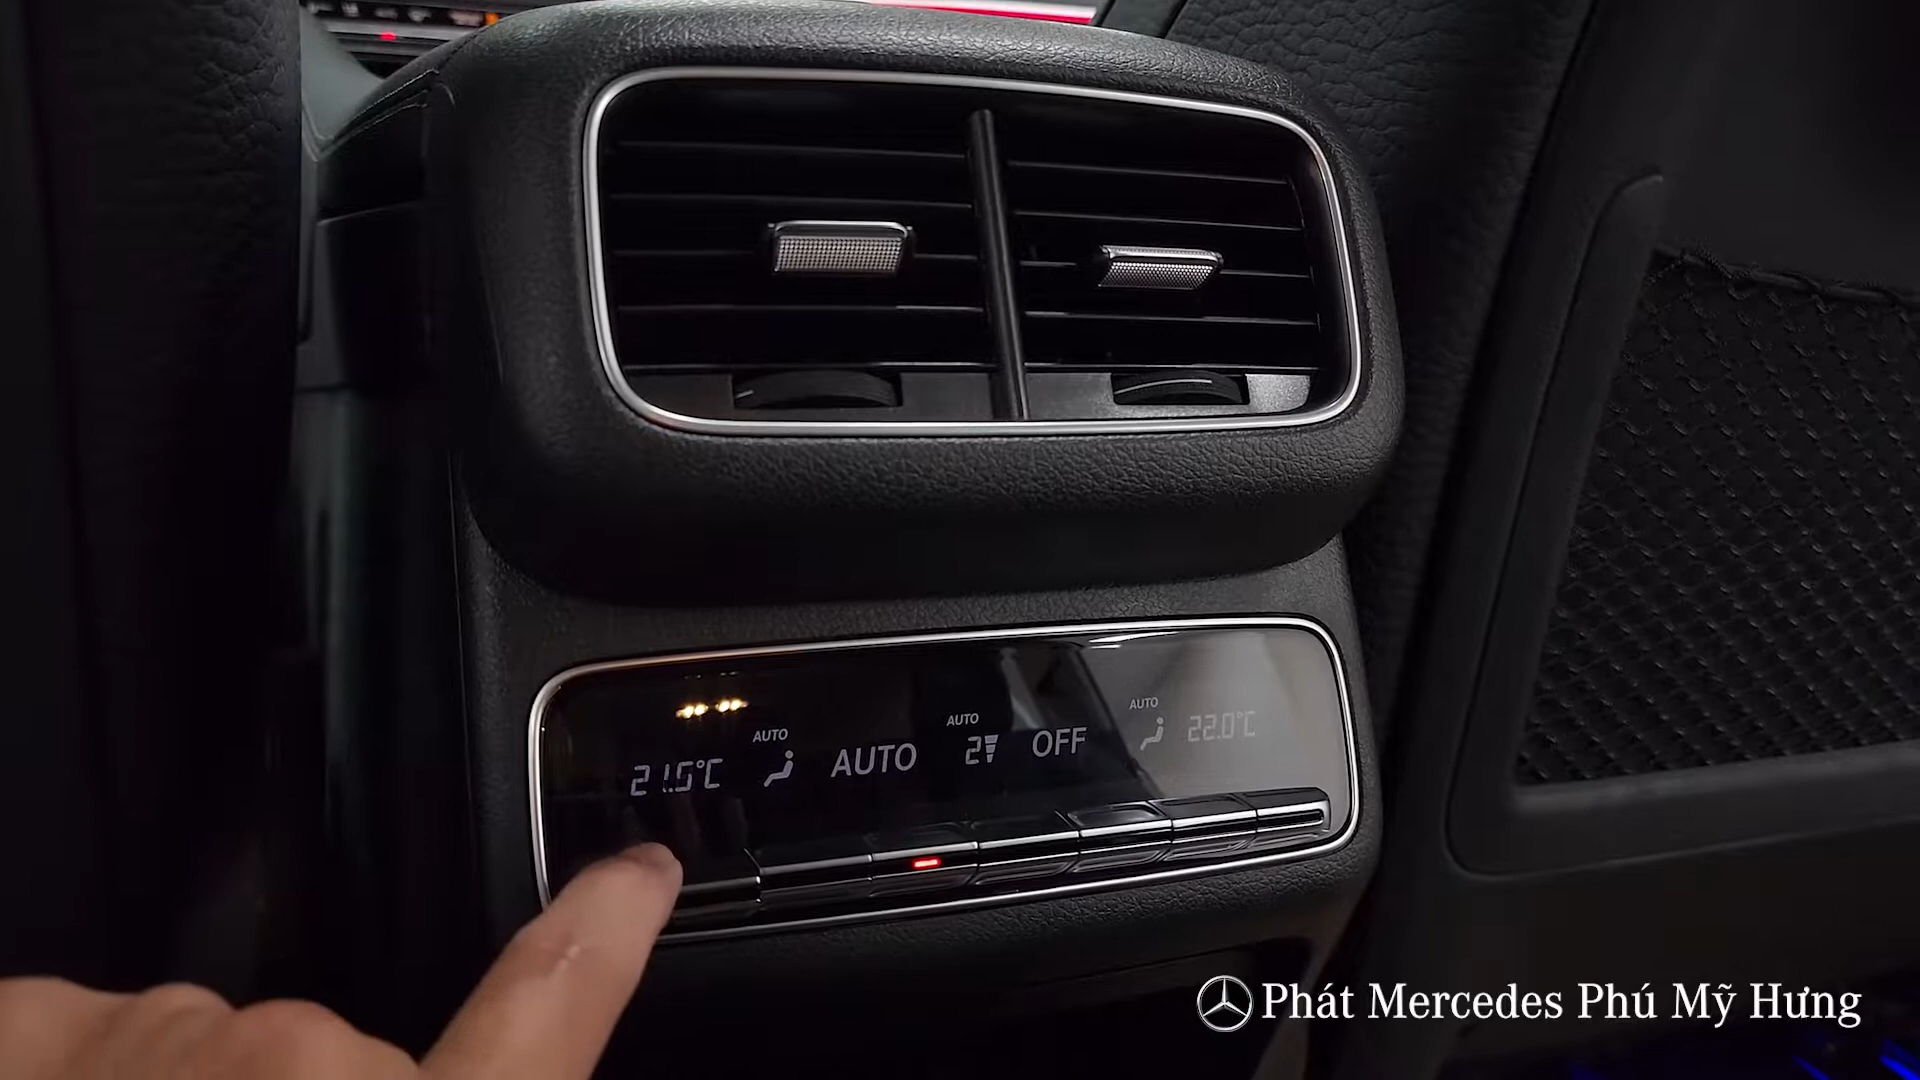 AUTO
AUTO
AUTO
21.5°C
AUTO
2
OFF
22.0°C
Phát Mercedes Phú Mỹ Hưng